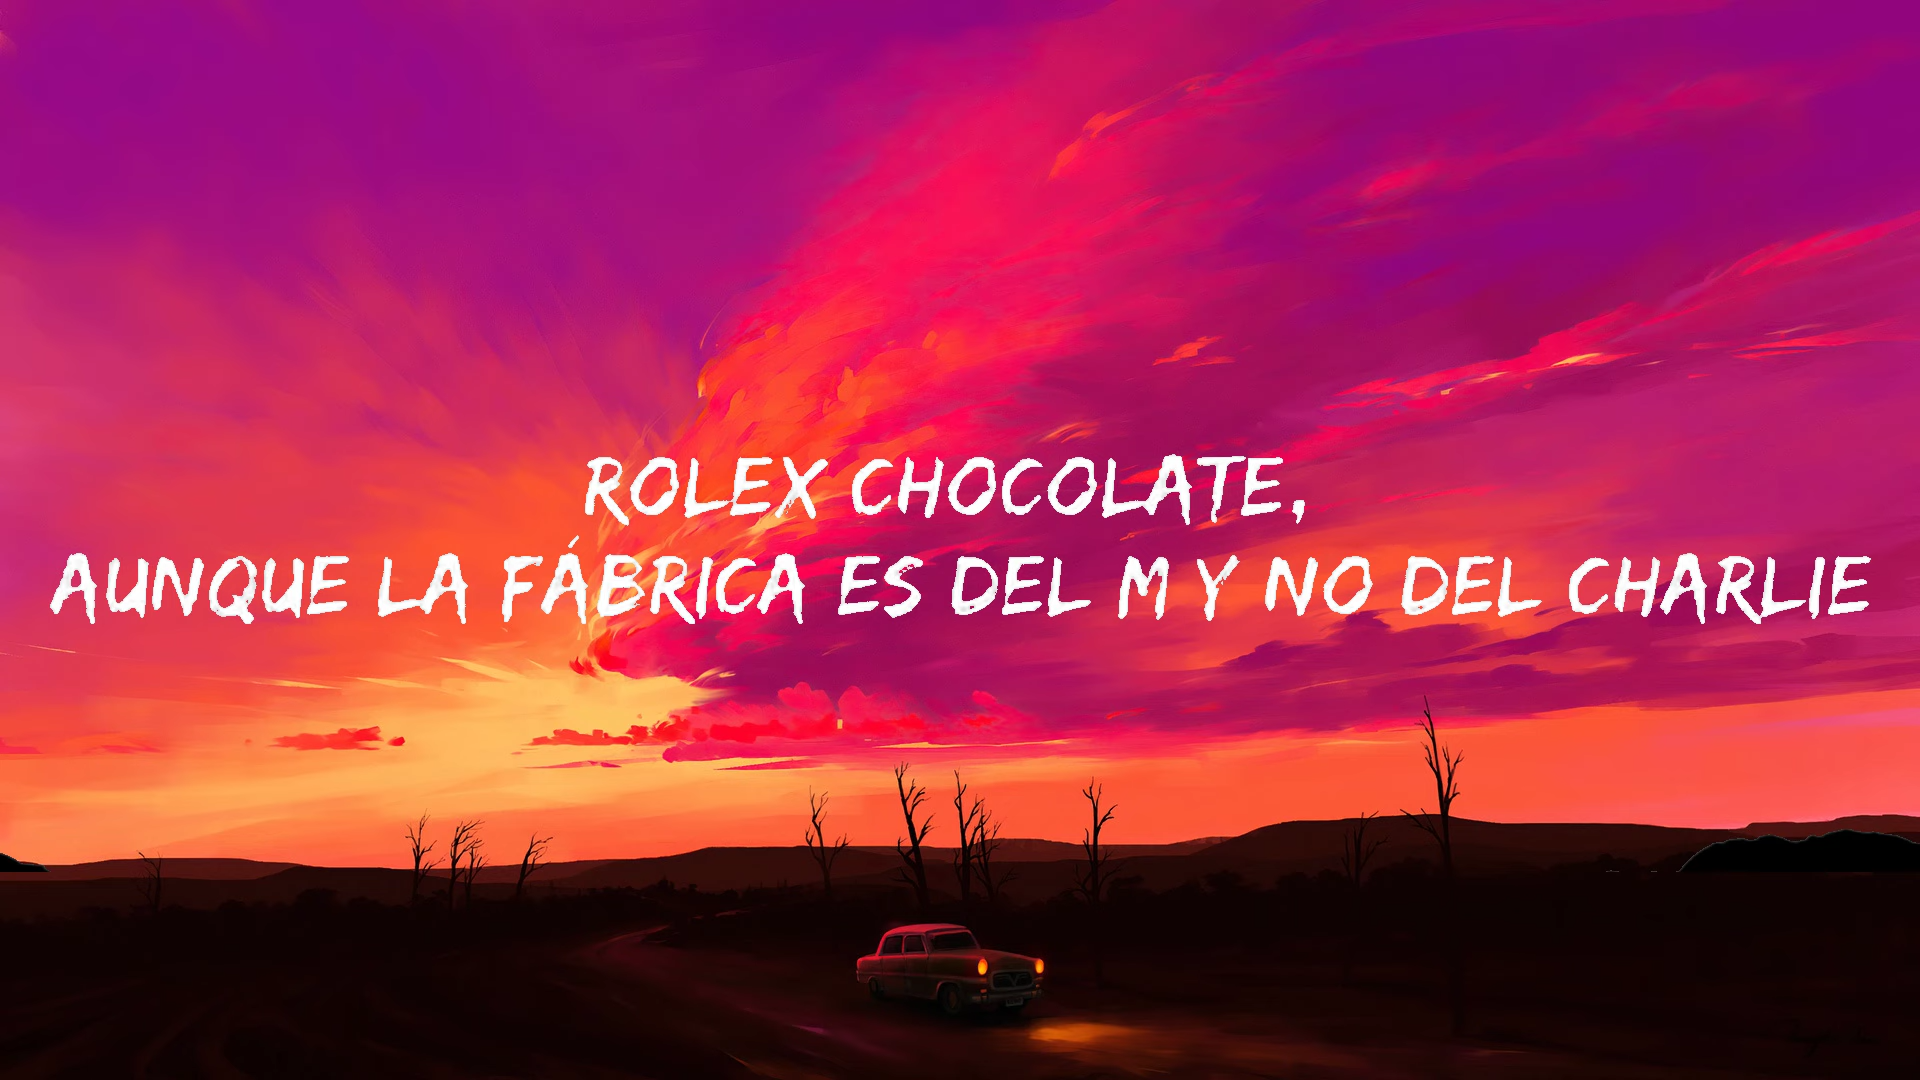 ROLEX CHOCOLATE,
AUNQUE LA FÁBRICA ES DEL M Y NO DEL CHARLIE